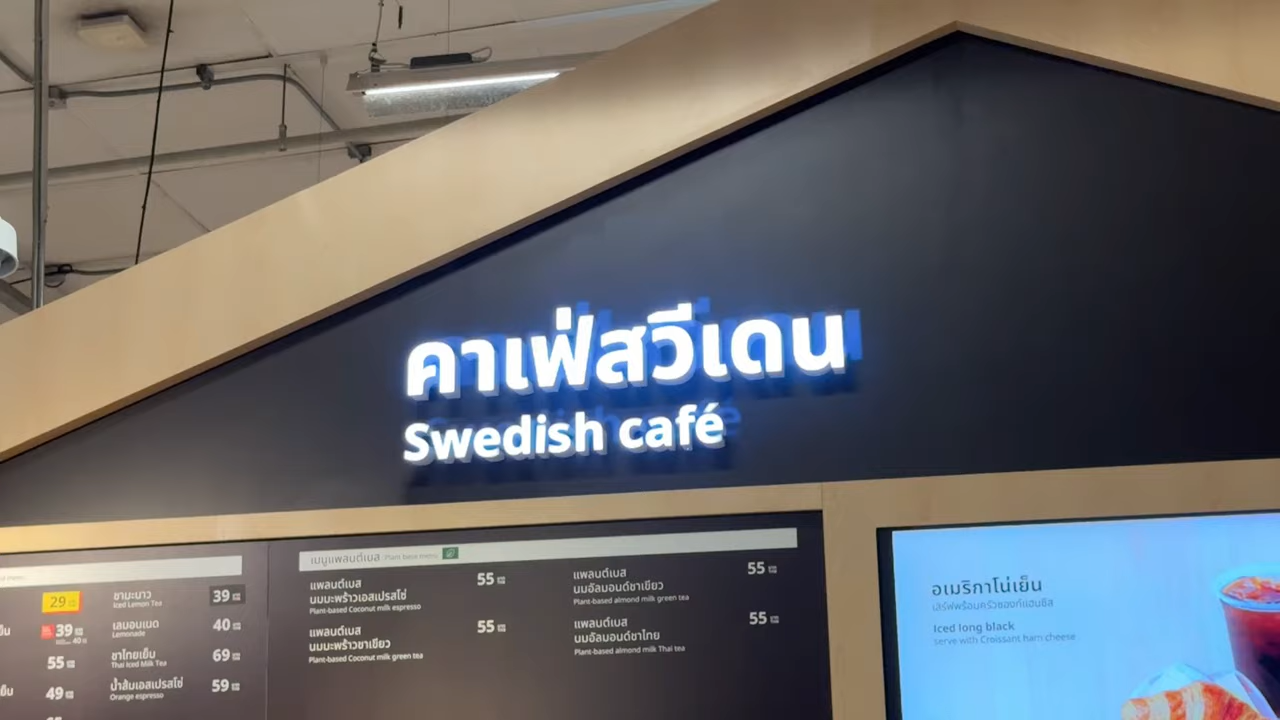 คาเฟ่สวีเดน
Swedish café
29
39
40
55
49
ชามะนาว 39
Iced Lemon Tea
เลมอนเนด 40
Lemonade
ชาไทยเย็น 69
Thai Iced Milk Tea
น้ำส้มเอสเปรสโซ่ 59
Orange espresso
เมนูแพลนต์เบส Plant base menu
แพลนต์เบส 55
นมมะพร้าวเอสเปรสโซ่
Plant-based Coconut milk espresso
แพลนต์เบส 55
นมมะพร้าวชาเขียว
Plant-based Coconut milk green tea
แพลนต์เบส 55
นมอัลมอนด์ชาเขียว
Plant-based almond milk green tea
แพลนต์เบส 55
นมอัลมอนด์ชาไทย
Plant-based almond milk Thai tea
อเมริกาโน่เย็น
เสิร์ฟพร้อมครัวซองท์แฮมชีส
Iced long black
serve with Croissant ham cheese